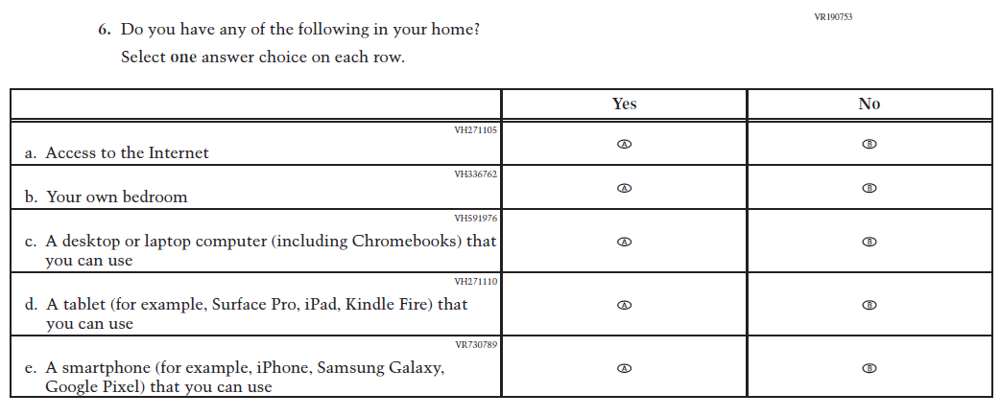 VR190753
6. Do you have any of the following in your home?
Select one answer choice on each row.
Yes No
VH271105
a. Access to the Internet Ⓐ Ⓑ
VH336762
b. Your own bedroom Ⓐ Ⓑ
VH591976
c. A desktop or laptop computer (including Chromebooks) that
you can use Ⓐ Ⓑ
VH271110
d. A tablet (for example, Surface Pro, iPad, Kindle Fire) that
you can use Ⓐ Ⓑ
VR730789
e. A smartphone (for example, iPhone, Samsung Galaxy,
Google Pixel) that you can use Ⓐ Ⓑ